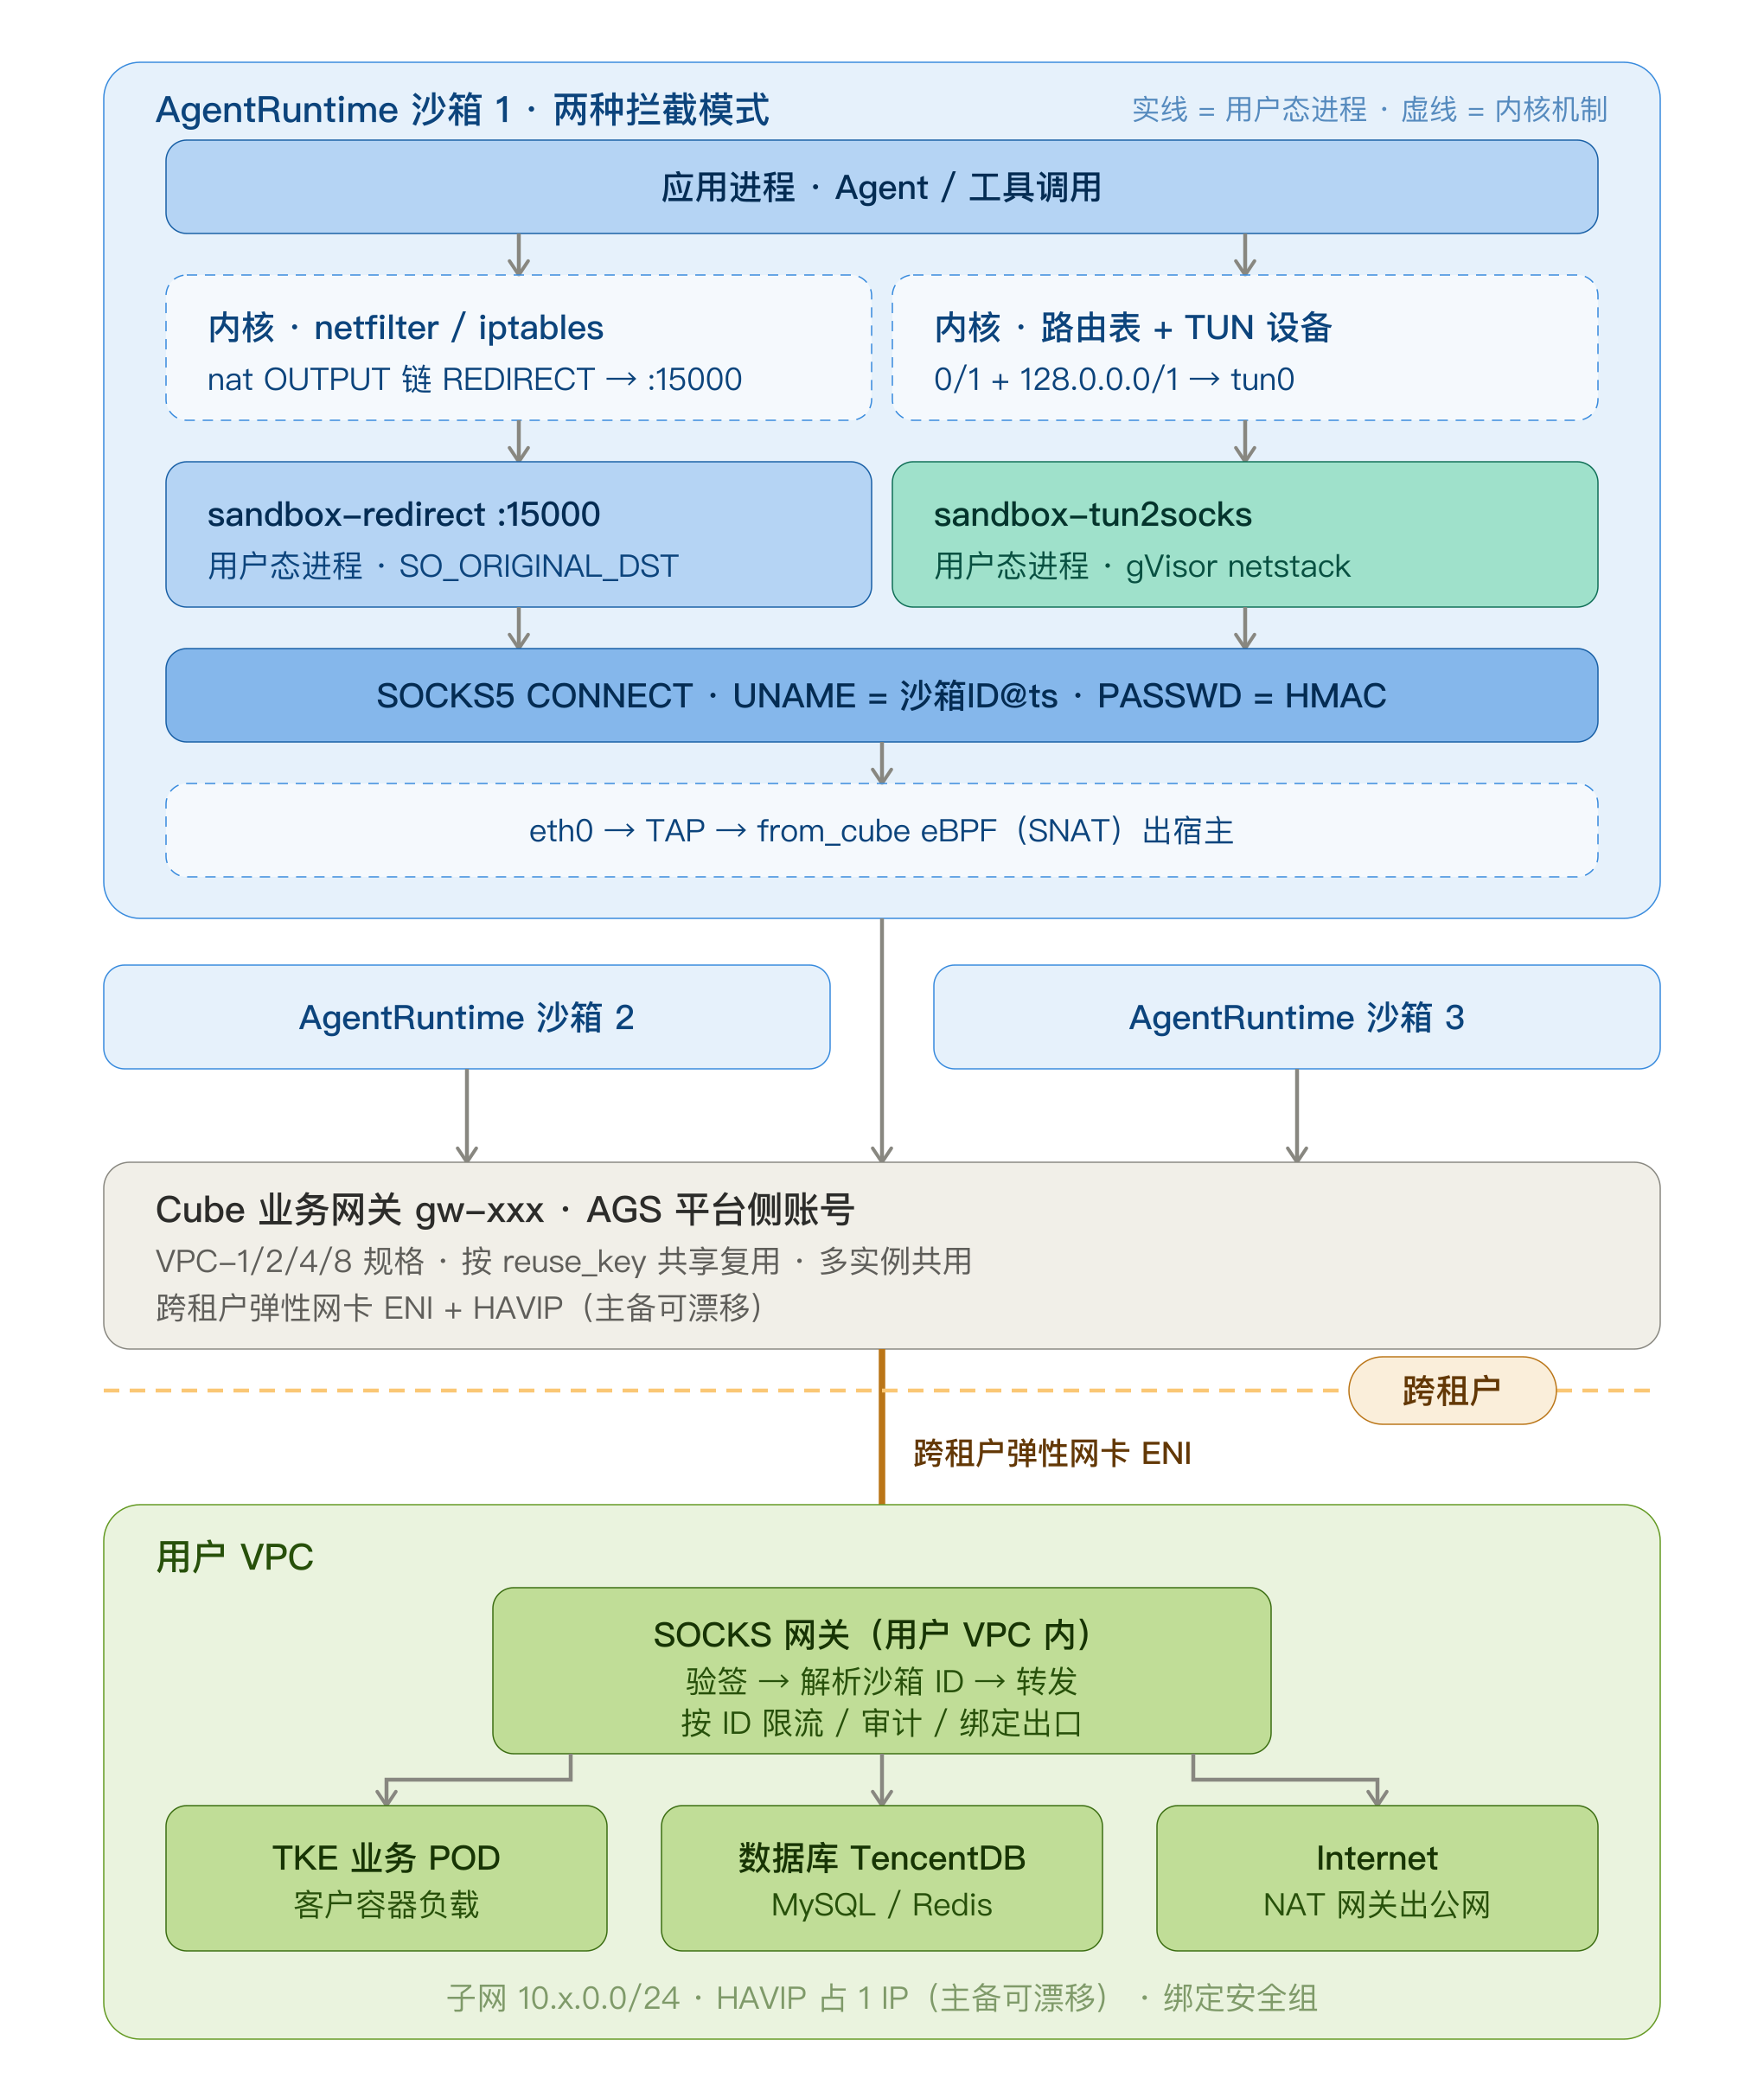 AgentRuntime 沙箱 1 · 两种拦截模式
实线 = 用户态进程 · 虚线 = 内核机制
应用进程 · Agent / 工具调用
内核 · netfilter / iptables
nat OUTPUT 链 REDIRECT → :15000
内核 · 路由表 + TUN 设备
0/1 + 128.0.0.0/1 → tun0
sandbox-redirect :15000
用户态进程 · SO_ORIGINAL_DST
sandbox-tun2socks
用户态进程 · gVisor netstack
SOCKS5 CONNECT · UNAME = 沙箱ID@ts · PASSWD = HMAC
eth0 → TAP → from_cube eBPF（SNAT）出宿主
AgentRuntime 沙箱 2
AgentRuntime 沙箱 3
Cube 业务网关 gw-xxx · AGS 平台侧账号
VPC-1/2/4/8 规格 · 按 reuse_key 共享复用 · 多实例共用
跨租户弹性网卡 ENI + HAVIP（主备可漂移）
跨租户
跨租户弹性网卡 ENI
用户 VPC
SOCKS 网关（用户 VPC 内）
验签 → 解析沙箱 ID → 转发
按 ID 限流 / 审计 / 绑定出口
TKE 业务 POD
客户容器负载
数据库 TencentDB
MySQL / Redis
Internet
NAT 网关出公网
子网 10.x.0.0/24 · HAVIP 占 1 IP（主备可漂移） · 绑定安全组